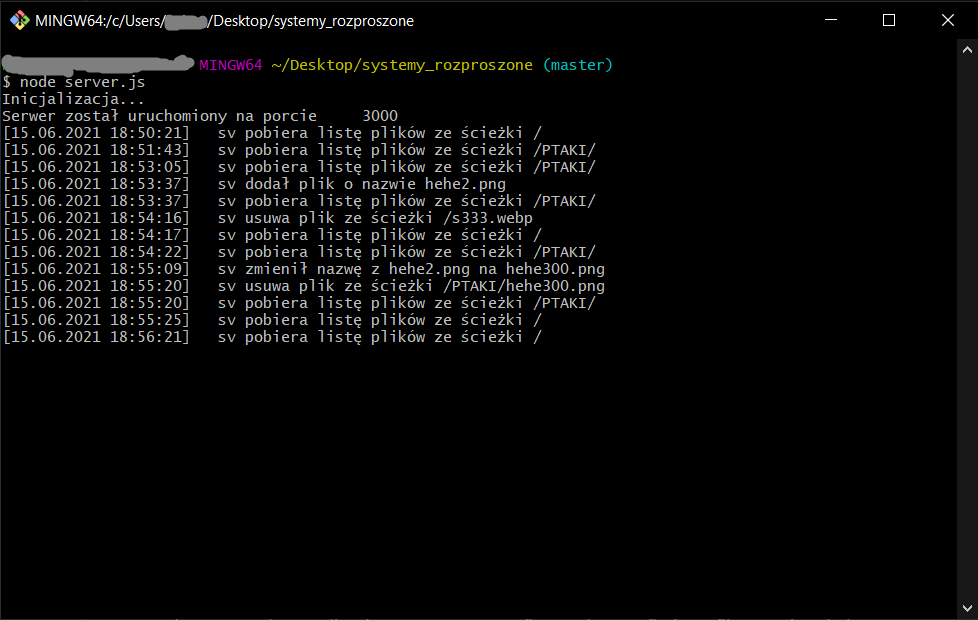 MINGW64:/c/Users/ /Desktop/systemy_rozproszone
MINGW64 ~/Desktop/systemy_rozproszone (master)
$ node server.js
Inicjalizacja...
Serwer został uruchomiony na porcie 3000
[15.06.2021 18:50:21] sv pobiera listę plików ze ścieżki /
[15.06.2021 18:51:43] sv pobiera listę plików ze ścieżki /PTAKI/
[15.06.2021 18:53:05] sv pobiera listę plików ze ścieżki /PTAKI/
[15.06.2021 18:53:37] sv dodał plik o nazwie hehe2.png
[15.06.2021 18:53:37] sv pobiera listę plików ze ścieżki /PTAKI/
[15.06.2021 18:54:16] sv usuwa plik ze ścieżki /s333.webp
[15.06.2021 18:54:17] sv pobiera listę plików ze ścieżki /
[15.06.2021 18:54:22] sv pobiera listę plików ze ścieżki /PTAKI/
[15.06.2021 18:55:09] sv zmienił nazwę z hehe2.png na hehe300.png
[15.06.2021 18:55:20] sv usuwa plik ze ścieżki /PTAKI/hehe300.png
[15.06.2021 18:55:20] sv pobiera listę plików ze ścieżki /PTAKI/
[15.06.2021 18:55:25] sv pobiera listę plików ze ścieżki /
[15.06.2021 18:56:21] sv pobiera listę plików ze ścieżki /